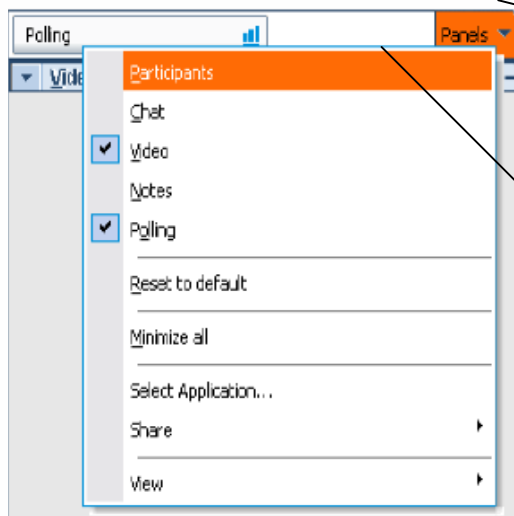 Polling
Panels
Vide
Participants
Chat
Video
Notes
Polling
Reset to default
Minimize all
Select Application...
Share
View